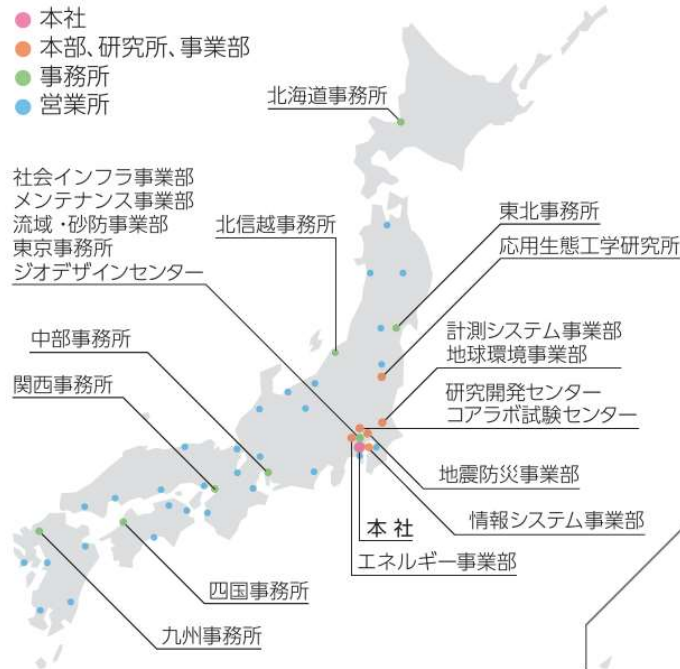 本社
本部、研究所、事業部
事務所
営業所
北海道事務所
社会インフラ事業部
メンテナンス事業部
流域・砂防事業部
東京事務所
ジオデザインセンター
北信越事務所
東北事務所
応用生態工学研究所
中部事務所
計測システム事業部
地球環境事業部
関西事務所
研究開発センター
コアラボ試験センター
地震防災事業部
情報システム事業部
本 社
エネルギー事業部
四国事務所
九州事務所